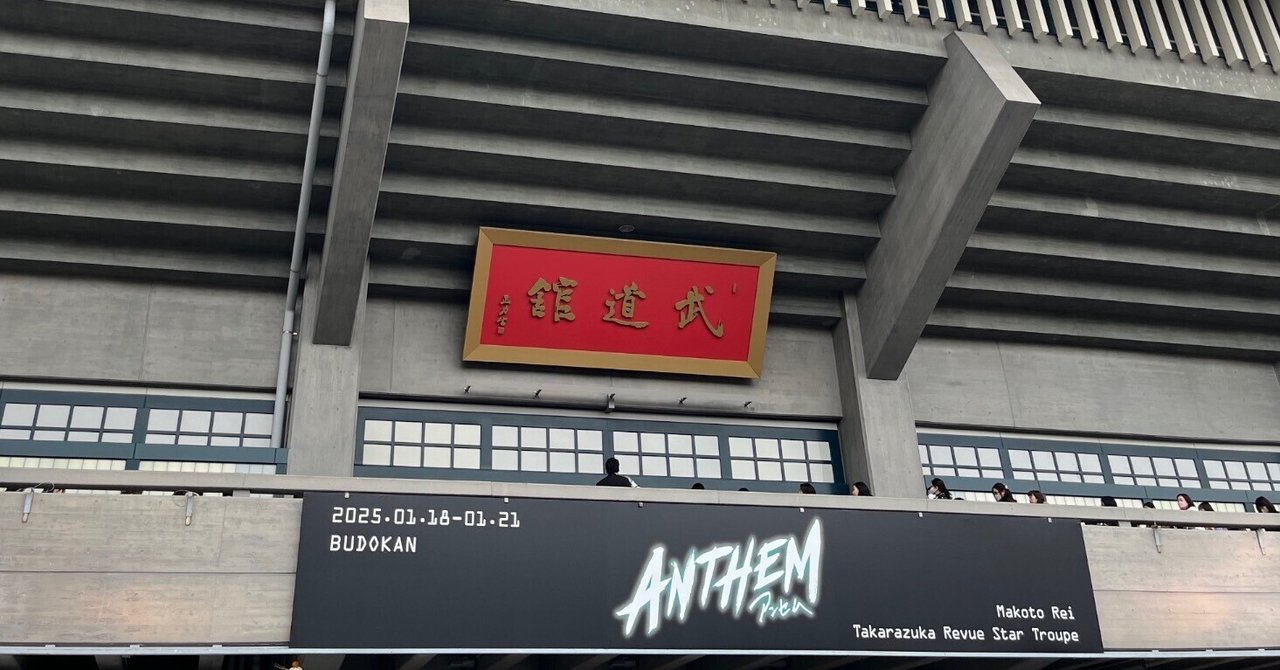 武道館
2025.01.18-01.21
BUDOKAN
ANTHEM
アンセム
Makoto Rei
Takarazuka Revue Star Troupe